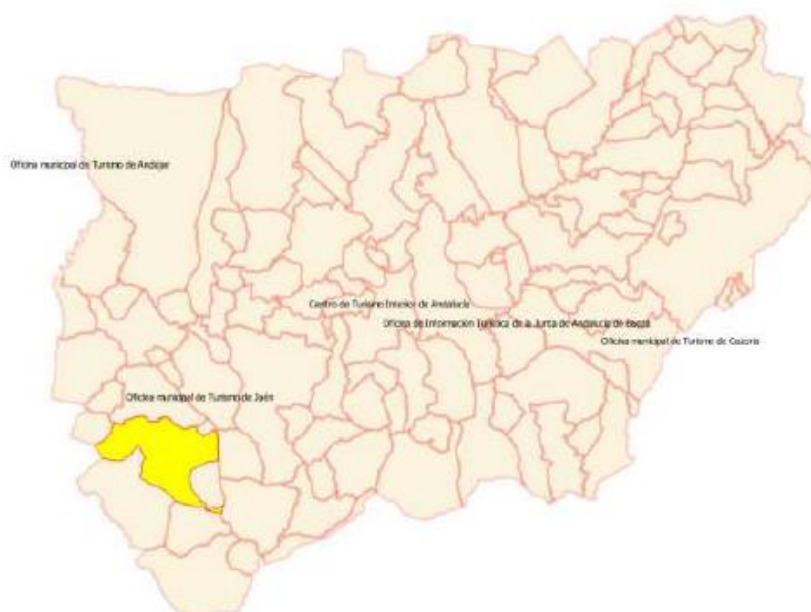 Oficina municipal de Turismo de Andújar
Centro de Turismo Interior de Andalucía
Oficina de Información Turística de la Junta de Andalucía de Baeza
Oficina municipal de Turismo de Cazorla
Oficina municipal de Turismo de Jaén